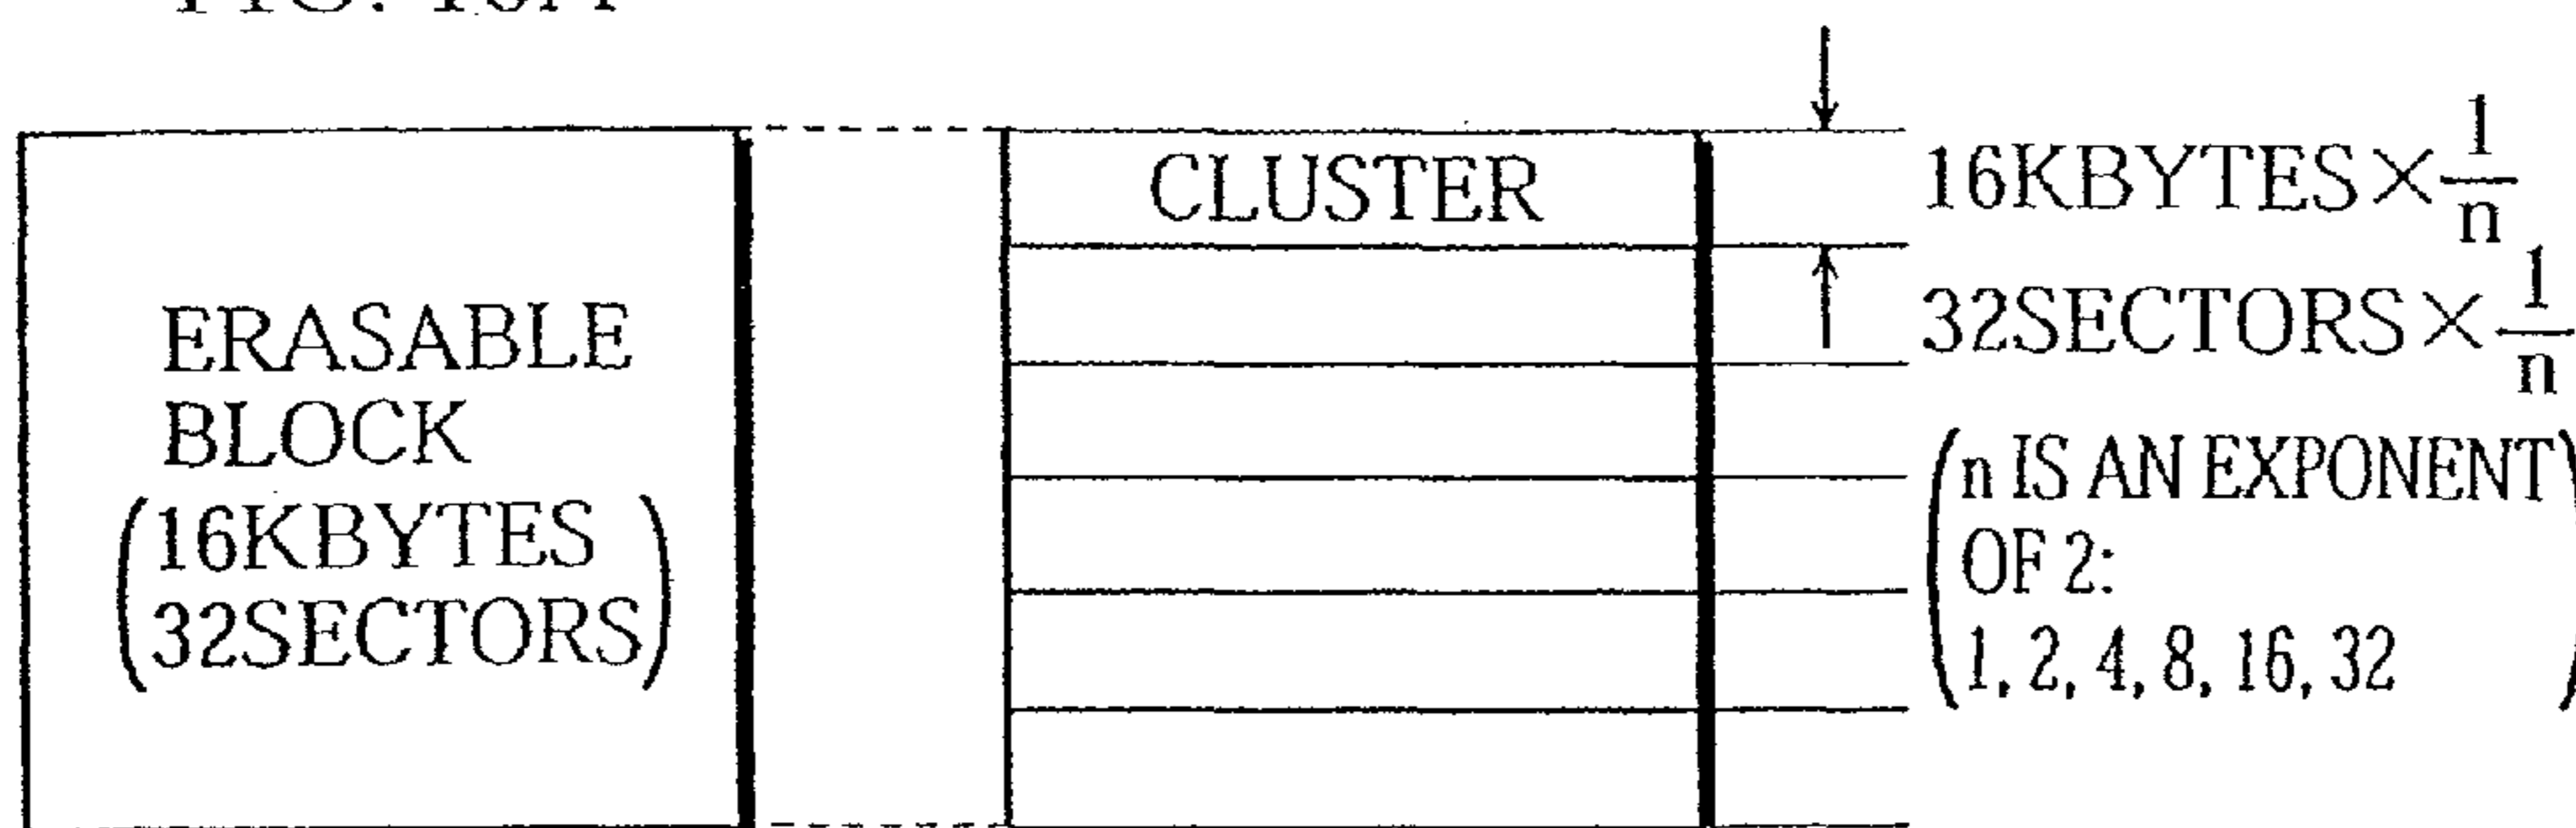 FIG.
CLUSTER
16KBYTES×1/n
32SECTORS×1/n
ERASABLE
BLOCK
(16KBYTES
32SECTORS)
(n IS AN EXPONENT
OF 2:
1, 2, 4, 8, 16, 32)